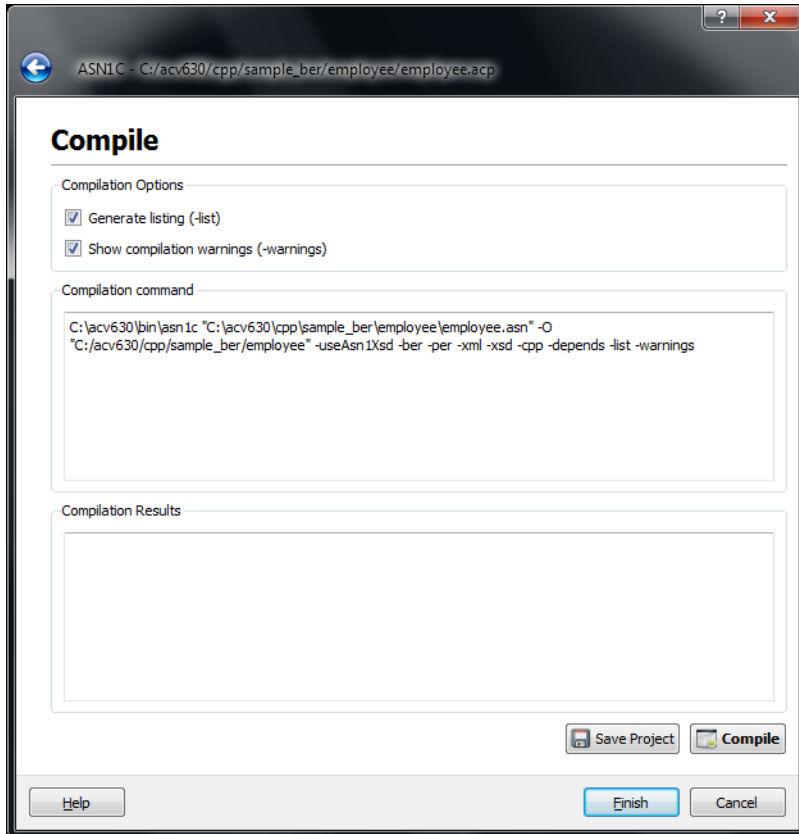 ?
ASN1C - C:/acv630/cpp/sample_ber/employee/employee.acp
Compile
Compilation Options
Generate listing (-list)
Show compilation warnings (-warnings)
Compilation command
C:\acv630\bin\asn1c "C:\acv630\cpp\sample_ber\employee\employee.asn" -O
"C:/acv630/cpp/sample_ber/employee" -useAsn1Xsd -ber -per -xml -xsd -cpp -depends -list -warnings
Compilation Results
Save Project
Compile
Help
Finish
Cancel